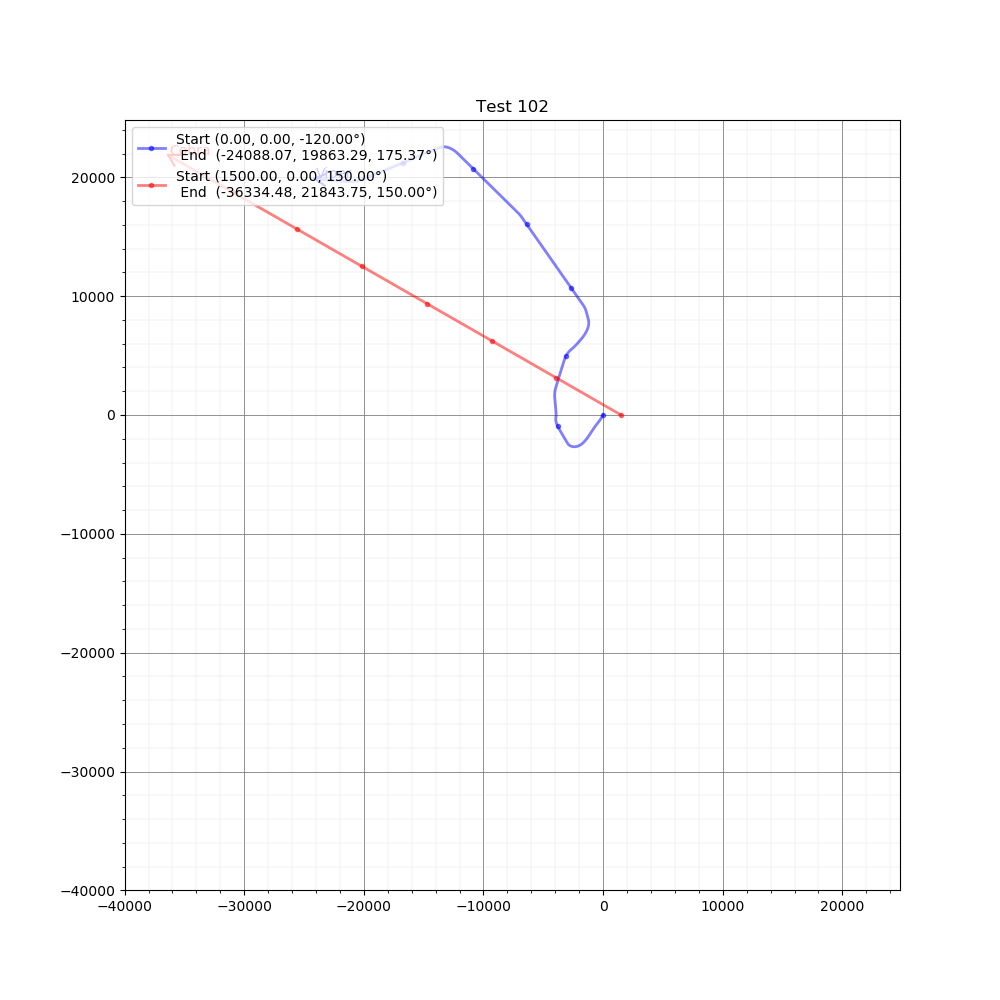 Test 102
Start (0.00, 0.00, -120.00°)
End (-24088.07, 19863.29, 175.37°)
Start (1500.00, 0.00, 150.00°)
End (-36334.48, 21843.75, 150.00°)
20000
10000
0
−10000
−20000
−30000
−40000
−40000 −30000 −20000 −10000 0 10000 20000